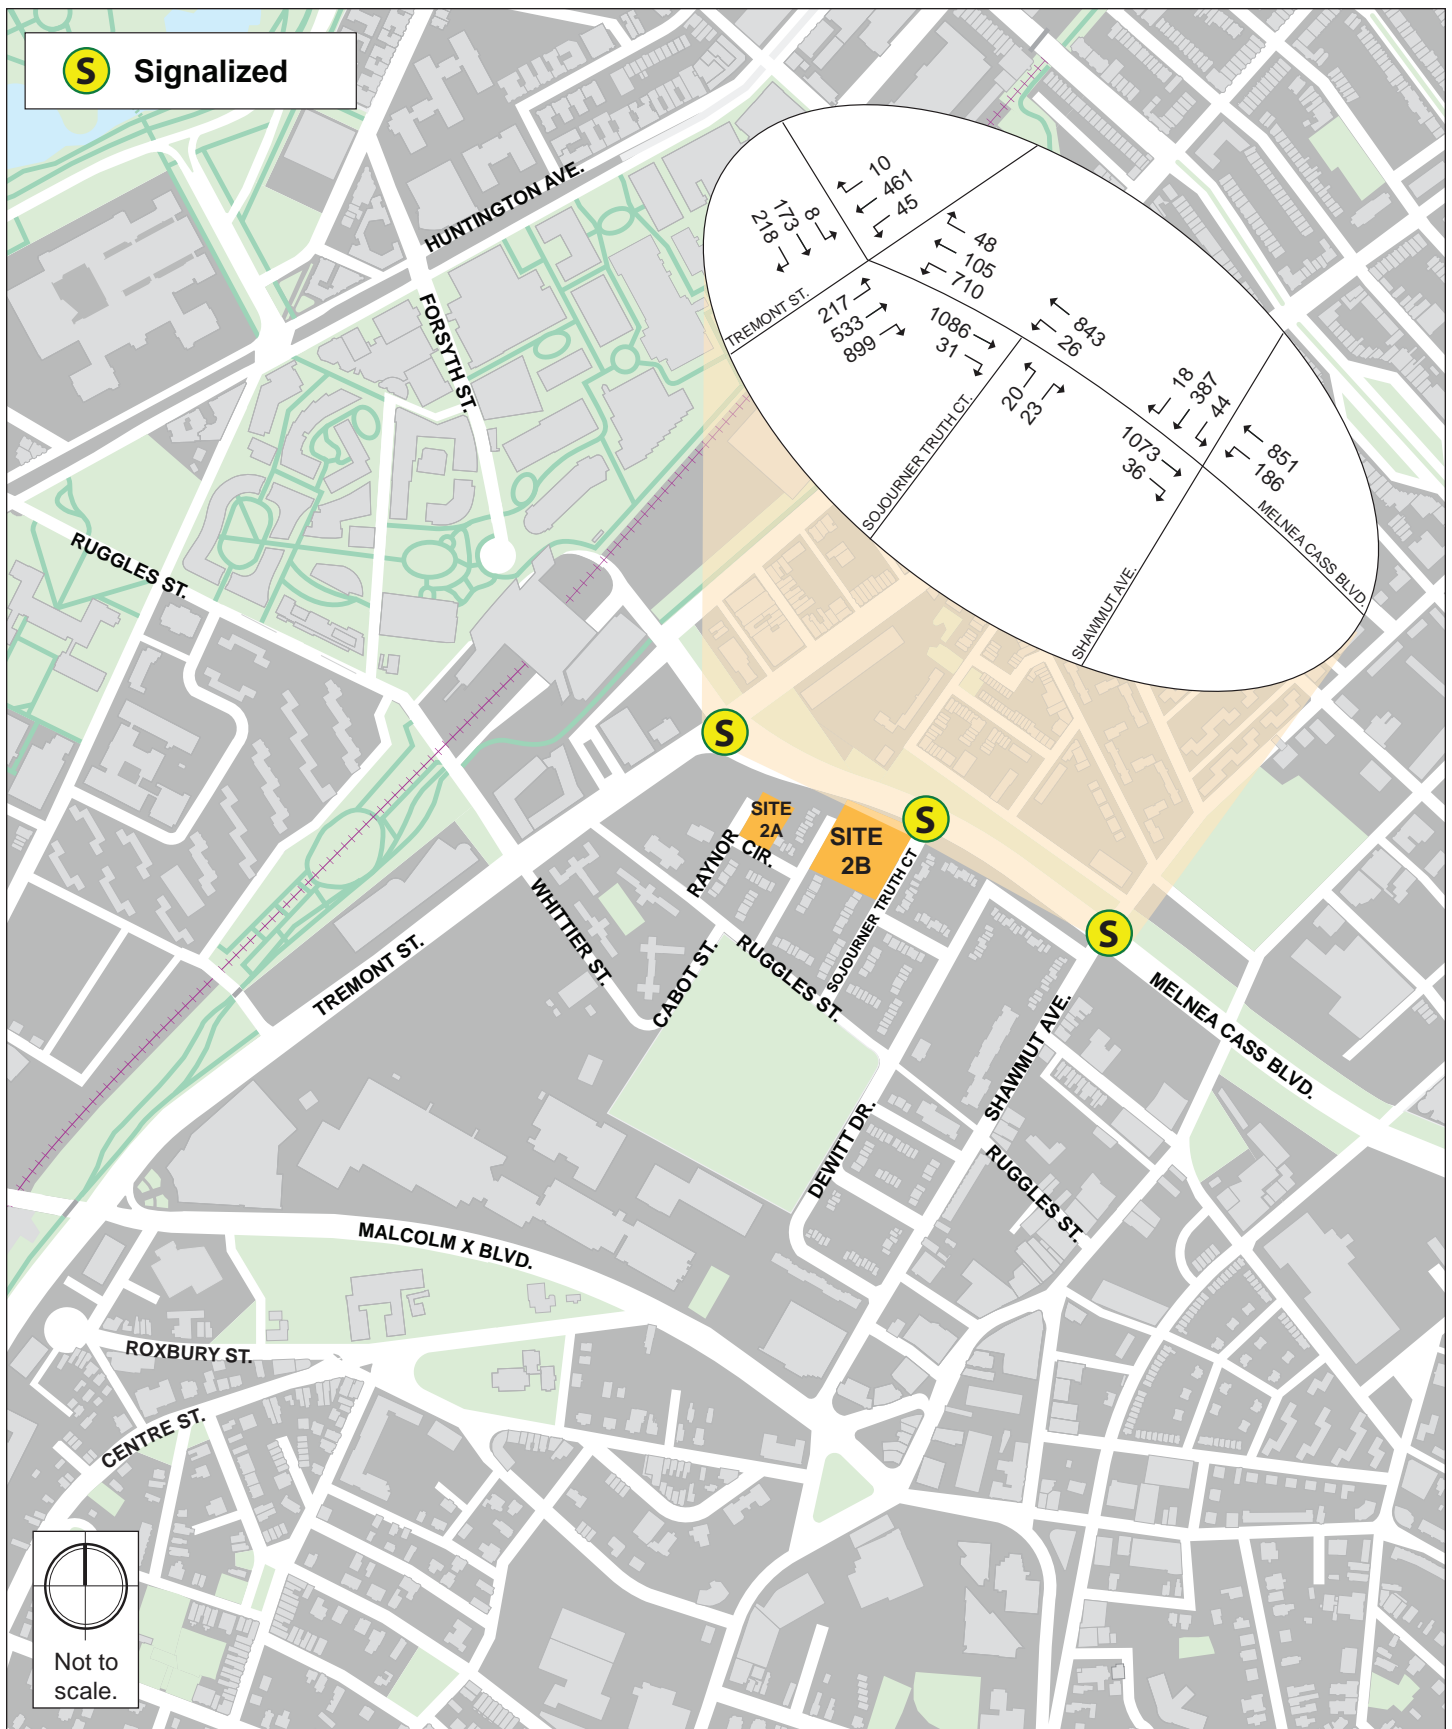 S Signalized
10
461
45
8
173
218
48
105
710
TREMONT ST.
217
533
899
1086
31
843
26
20
23
18
387
44
1073
36
851
186
SOJOURNER TRUTH CT.
SHAWMUT AVE.
MELNEA CASS BLVD.
HUNTINGTON AVE.
FORSYTH ST.
RUGGLES ST.
S
S
S
SITE
2A
SITE
2B
RAYNOR
CIR.
SOJOURNER TRUTH CT
WHITTIER ST.
CABOT ST.
RUGGLES ST.
TREMONT ST.
MELNEA CASS BLVD.
SHAWMUT AVE.
DEWITT DR.
RUGGLES ST.
MALCOLM X BLVD.
ROXBURY ST.
CENTRE ST.
Not to
scale.